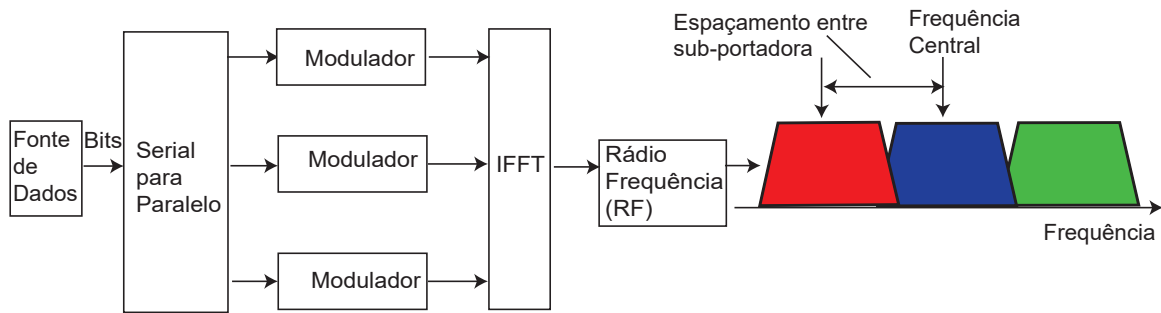 Fonte
de
Dados
Bits
Serial
para
Paralelo
Modulador
Modulador
Modulador
IFFT
Rádio
Frequência
(RF)
Espaçamento entre
sub-portadora
Frequência
Central
Frequência